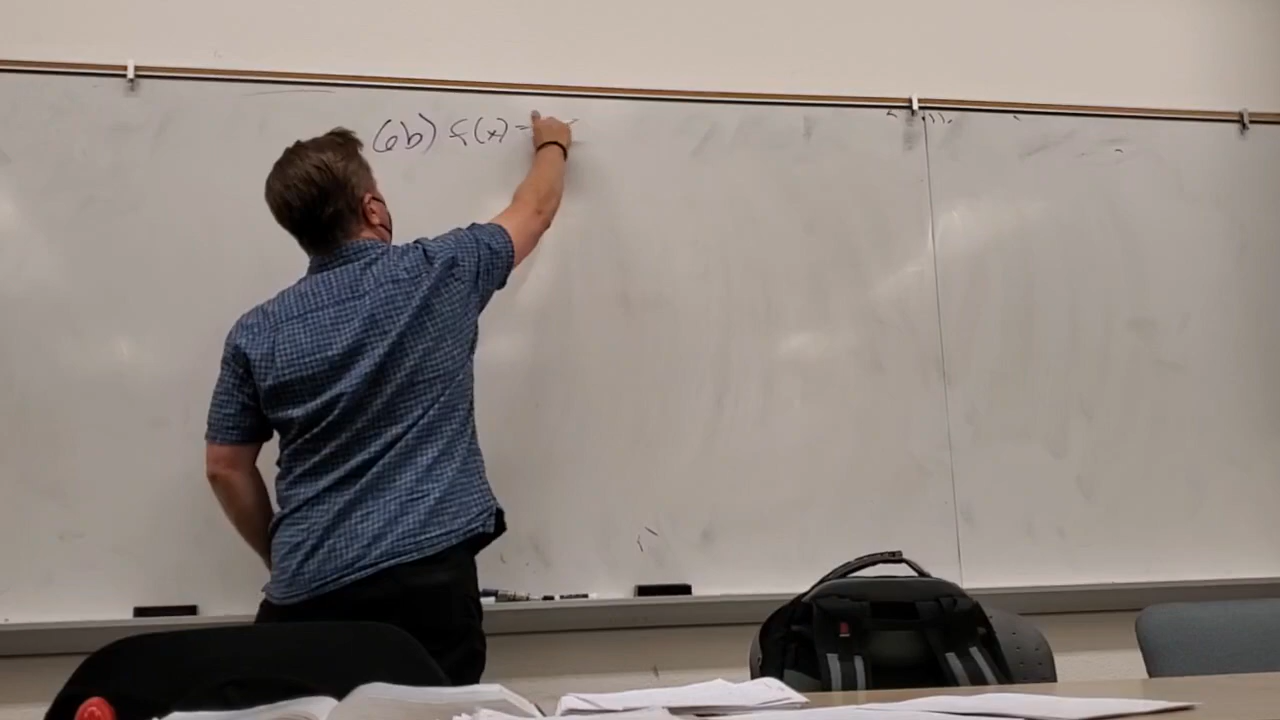 6b) f(x) =